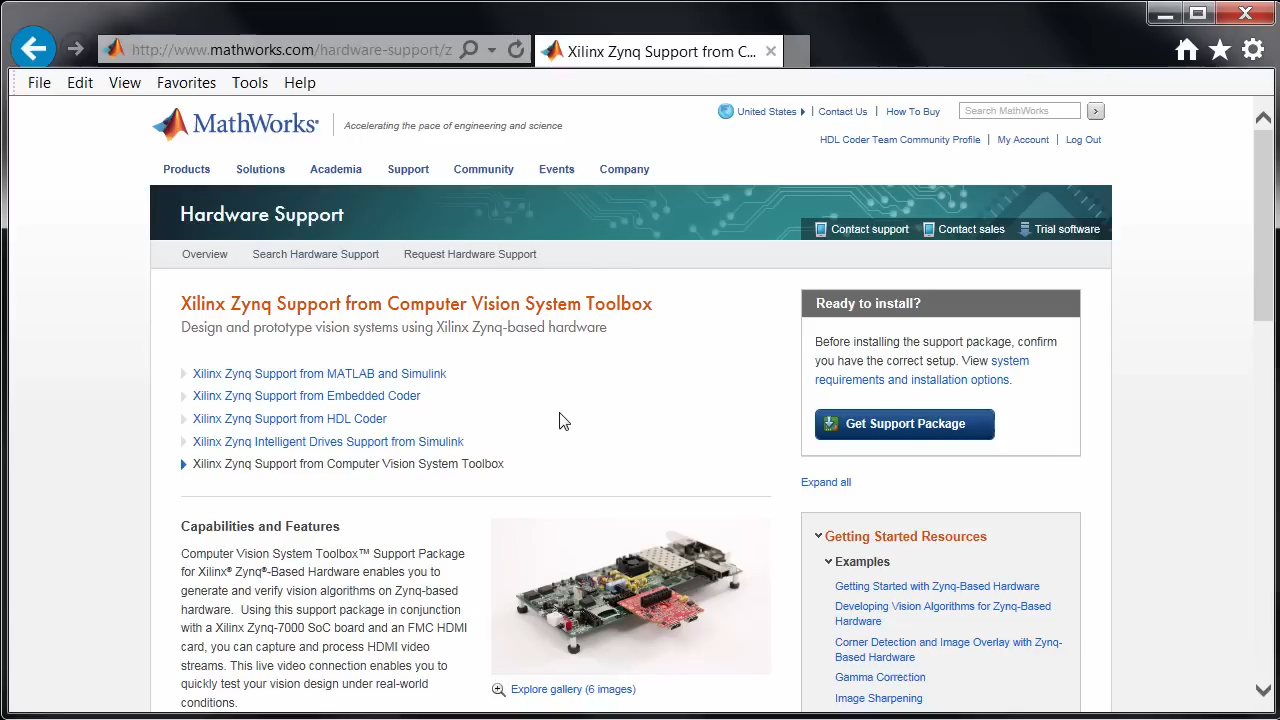 http://www.mathworks.com/hardware-support/z
Xilinx Zynq Support from C...
File Edit View Favorites Tools Help
MathWorks®
Accelerating the pace of engineering and science
United States Contact Us How To Buy Search MathWorks
HDL Coder Team Community Profile My Account Log Out
Products Solutions Academia Support Community Events Company
Hardware Support
Contact support Contact sales Trial software
Overview Search Hardware Support Request Hardware Support
Xilinx Zynq Support from Computer Vision System Toolbox
Design and prototype vision systems using Xilinx Zynq-based hardware
Xilinx Zynq Support from MATLAB and Simulink
Xilinx Zynq Support from Embedded Coder
Xilinx Zynq Support from HDL Coder
Xilinx Zynq Intelligent Drives Support from Simulink
Xilinx Zynq Support from Computer Vision System Toolbox
Capabilities and Features
Computer Vision System Toolbox™ Support Package
for Xilinx® Zynq®-Based Hardware enables you to
generate and verify vision algorithms on Zynq-based
hardware. Using this support package in conjunction
with a Xilinx Zynq-7000 SoC board and an FMC HDMI
card, you can capture and process HDMI video
streams. This live video connection enables you to
quickly test your vision design under real-world
conditions.
Explore gallery (6 images)
Ready to install?
Before installing the support package, confirm
you have the correct setup. View system
requirements and installation options.
Get Support Package
Expand all
Getting Started Resources
Examples
Getting Started with Zynq-Based Hardware
Developing Vision Algorithms for Zynq-Based
Hardware
Corner Detection and Image Overlay with Zynq-
Based Hardware
Gamma Correction
Image Sharpening